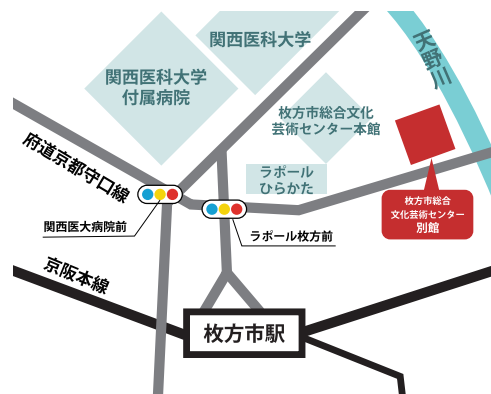 関西医科大学
天野川
関西医科大学
付属病院
枚方市総合文化
芸術センター本館
府道京都守口線
ラポール
ひらかた
枚方市総合
文化芸術センター
別館
関西医大病院前
ラポール枚方前
京阪本線
枚方市駅